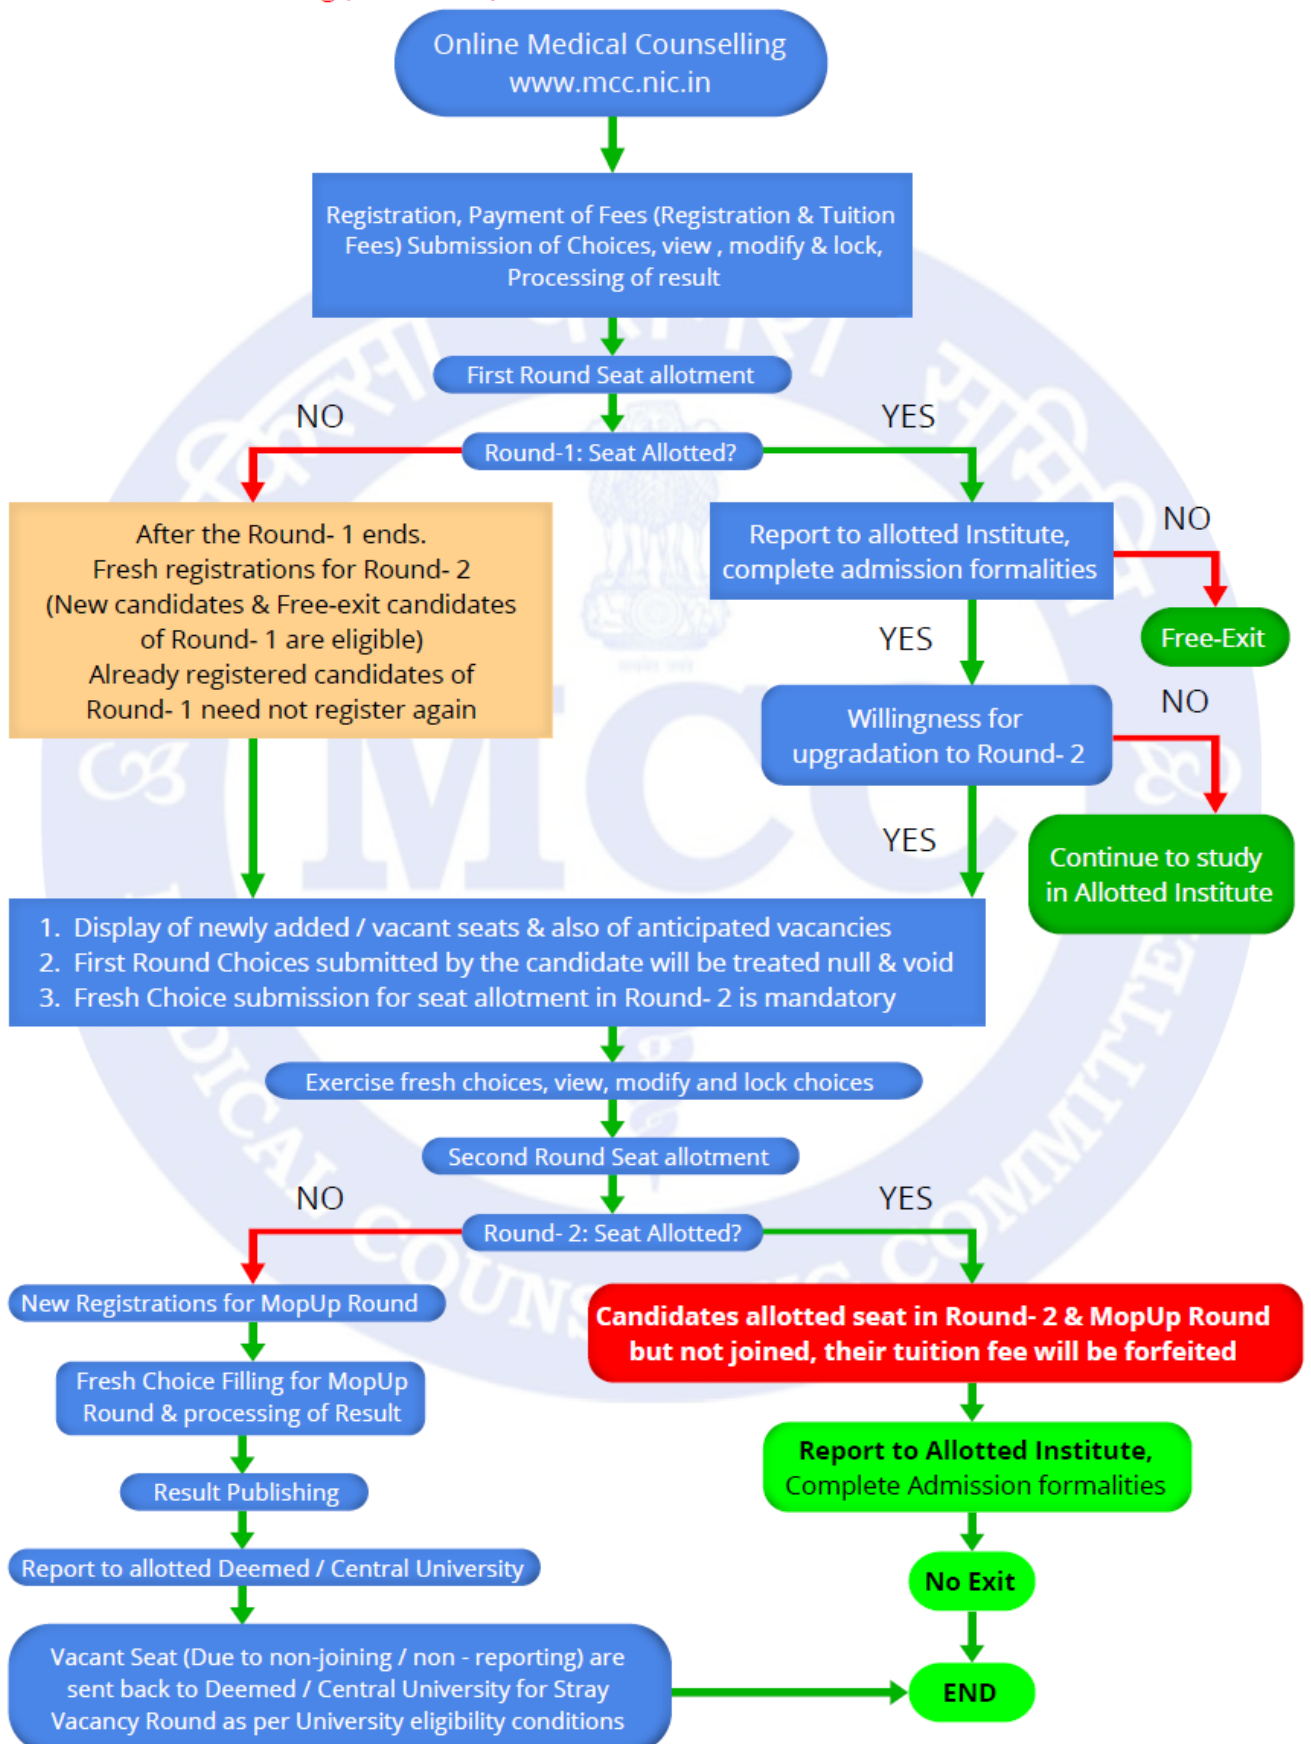 Online Medical Counselling
www.mcc.nic.in
Registration, Payment of Fees (Registration & Tuition
Fees) Submission of Choices, view , modify & lock,
Processing of result
First Round Seat allotment
NO
YES
Round-1: Seat Allotted?
After the Round- 1 ends.
Fresh registrations for Round- 2
(New candidates & Free-exit candidates
of Round- 1 are eligible)
Already registered candidates of
Round- 1 need not register again
Report to allotted Institute,
complete admission formalities
NO
Free-Exit
YES
Willingness for
upgradation to Round- 2
NO
Continue to study
in Allotted Institute
YES
1. Display of newly added / vacant seats & also of anticipated vacancies
2. First Round Choices submitted by the candidate will be treated null & void
3. Fresh Choice submission for seat allotment in Round- 2 is mandatory
Exercise fresh choices, view, modify and lock choices
Second Round Seat allotment
NO
YES
Round- 2: Seat Allotted?
New Registrations for MopUp Round
Fresh Choice Filling for MopUp
Round & processing of Result
Result Publishing
Report to allotted Deemed / Central University
Vacant Seat (Due to non-joining / non - reporting) are
sent back to Deemed / Central University for Stray
Vacancy Round as per University eligibility conditions
Candidates allotted seat in Round- 2 & MopUp Round
but not joined, their tuition fee will be forfeited
Report to Allotted Institute,
Complete Admission formalities
No Exit
END
MCC